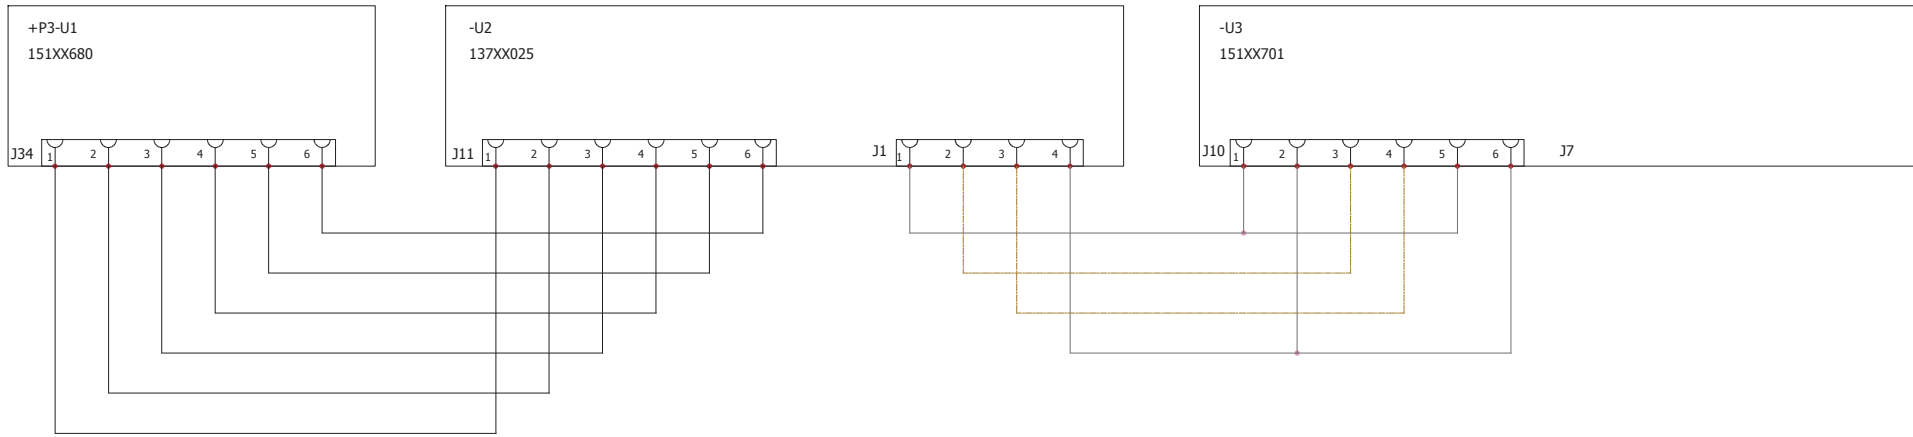 +P3-U1
151XX680
-U2
137XX025
-U3
151XX701
J34 1 2 3 4 5 6
J11 1 2 3 4 5 6
J1 1 2 3 4
J10 1 2 3 4 5 6
J7